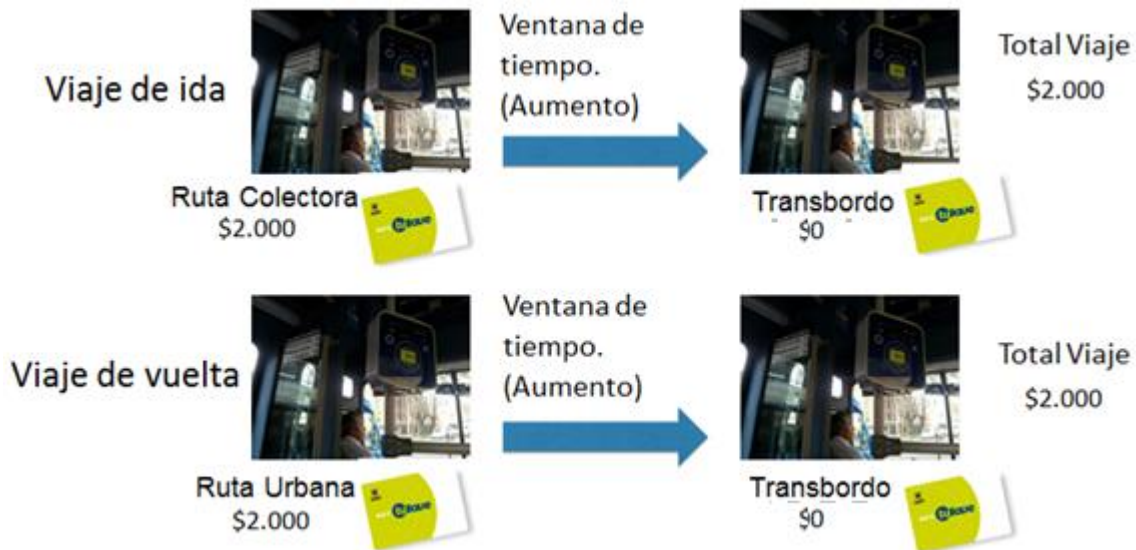 Viaje de ida
Ventana de
tiempo.
(Aumento)
Total Viaje
$2.000
Ruta Colectora
$2.000
Transbordo
$0
Viaje de vuelta
Ventana de
tiempo.
(Aumento)
Total Viaje
$2.000
Ruta Urbana
$2.000
Transbordo
$0